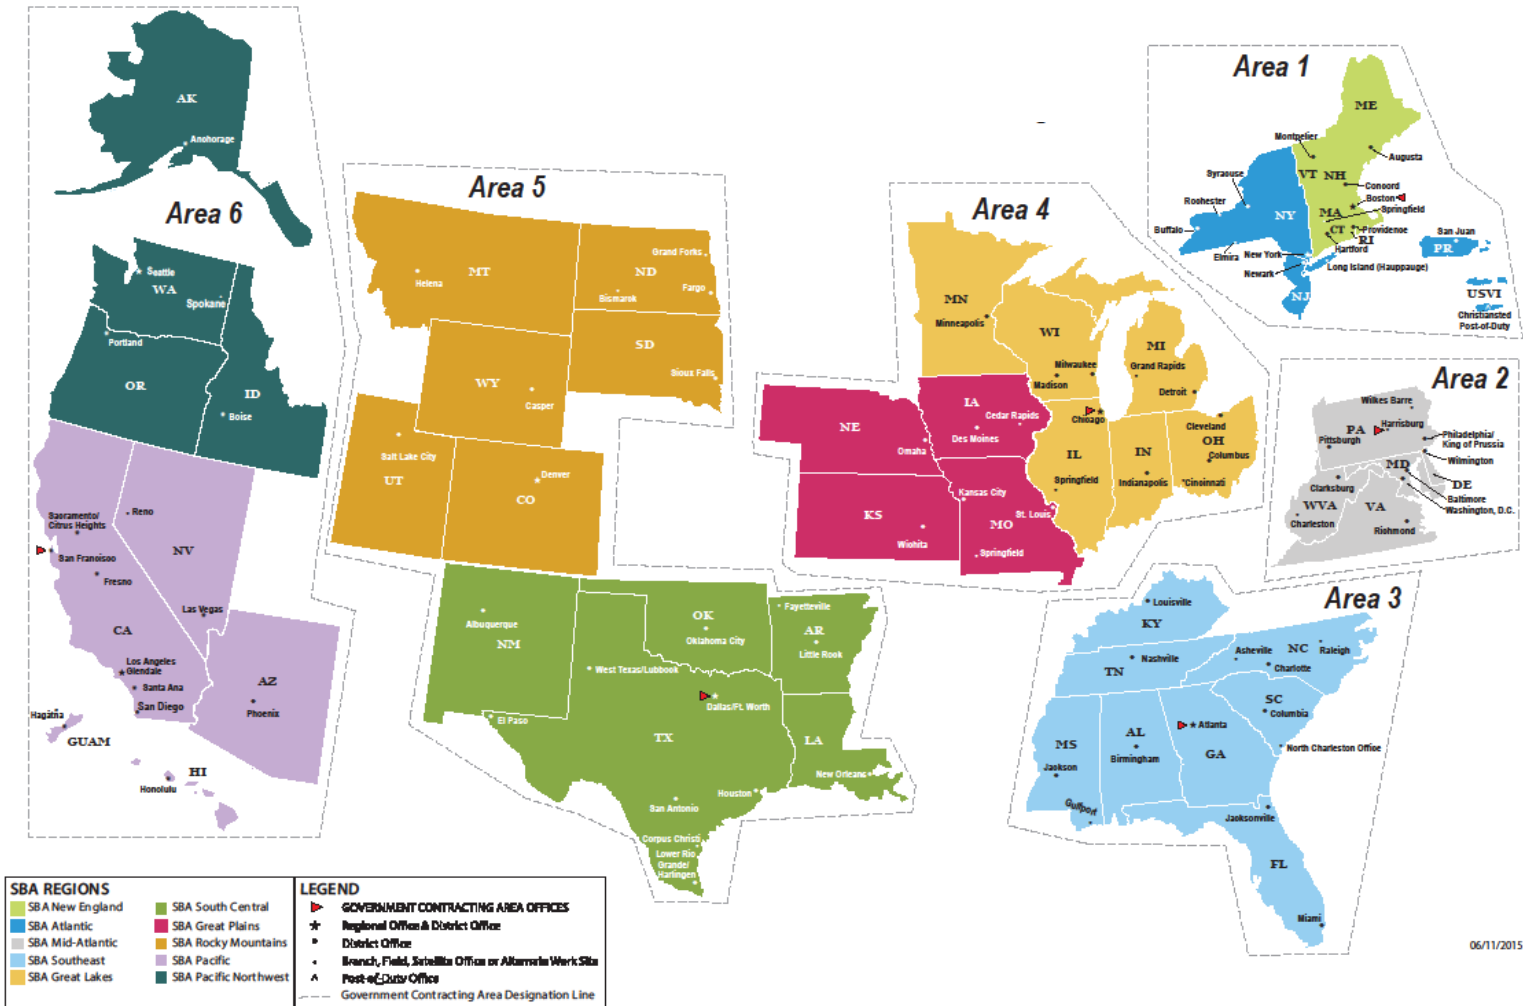 Area 1
ME
Montpelier
Augusta
VT
NH
Concord
Syracuse
Boston
Rochester
MA
Springfield
NY
CT
Providence
RI
Buffalo
Hartford
Elmira
New York
Newark
Long Island (Hauppauge)
NJ
San Juan
PR
USVI
Christiansted
Post-of-Duty
Area 2
Wilkes Barre
PA
Harrisburg
Pittsburgh
Philadelphia/
King of Prussia
Wilmington
MD
DE
Clarksburg
Baltimore
Washington, D.C.
WVA
VA
Charleston
Richmond
Area 3
Louisville
KY
Nashville
TN
Asheville
NC
Raleigh
Charlotte
SC
Columbia
Atlanta
North Charleston Office
MS
AL
GA
Jackson
Birmingham
Gulfport
Jacksonville
FL
Miami
Area 4
MN
Minneapolis
WI
MI
Milwaukee
Madison
Grand Rapids
Detroit
IA
Cedar Rapids
Des Moines
Chicago
Cleveland
NE
Omaha
IL
IN
OH
Columbus
Springfield
Indianapolis
Cincinnati
KS
Kansas City
St. Louis
MO
Wichita
Springfield
Area 5
MT
Helena
Grand Forks
ND
Bismarck
Fargo
SD
WY
Sioux Falls
Casper
Salt Lake City
UT
Denver
CO
Albuquerque
NM
OK
Oklahoma City
Fayetteville
AR
Little Rock
West Texas/Lubbock
Dallas/Ft. Worth
El Paso
TX
LA
New Orleans
Houston
San Antonio
Corpus Christi
Lower Rio
Grande/
Harlingen
Area 6
AK
Anchorage
Seattle
WA
Spokane
Portland
OR
ID
Boise
Sacramento/
Citrus Heights
Reno
San Francisco
NV
Fresno
Las Vegas
CA
Los Angeles
Glendale
Santa Ana
San Diego
AZ
Phoenix
Hagatna
GUAM
HI
Honolulu
SBA REGIONS
SBA New England
SBA Atlantic
SBA Mid-Atlantic
SBA Southeast
SBA Great Lakes
SBA South Central
SBA Great Plains
SBA Rocky Mountains
SBA Pacific
SBA Pacific Northwest
LEGEND
GOVERNMENT CONTRACTING AREA OFFICES
Regional Office & District Office
District Office
Branch, Field, Satellite Office or Alternate Work Site
Post-of-Duty Office
Government Contracting Area Designation Line
06/11/2015